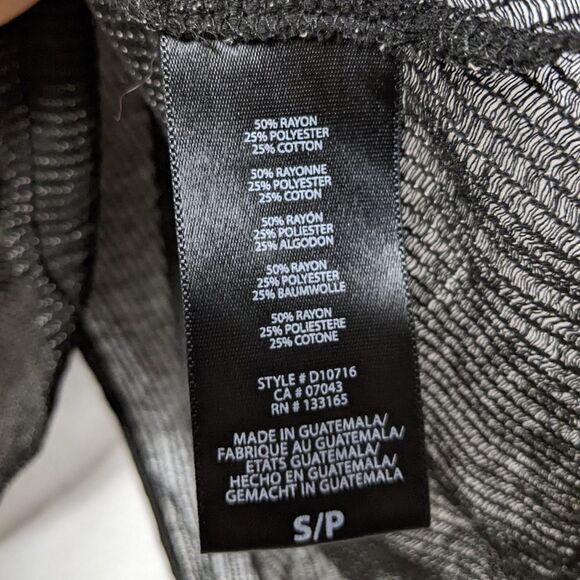 50% RAYON
25% POLYESTER
25% COTTON
50% RAYONNE
25% POLYESTER
25% COTON
50% RAYÓN
25% POLIESTER
25% ALGODON
50% RAYON
25% POLYESTER
25% BAUMWOLLE
50% RAYON
25% POLIESTERE
25% COTONE
STYLE # D10716
CA # 07043
RN # 133165
MADE IN GUATEMALA/
FABRIQUE AU GUATEMALA/
ETATS GUATEMALA/
HECHO EN GUATEMALA/
GEMACHT IN GUATEMALA
S/P